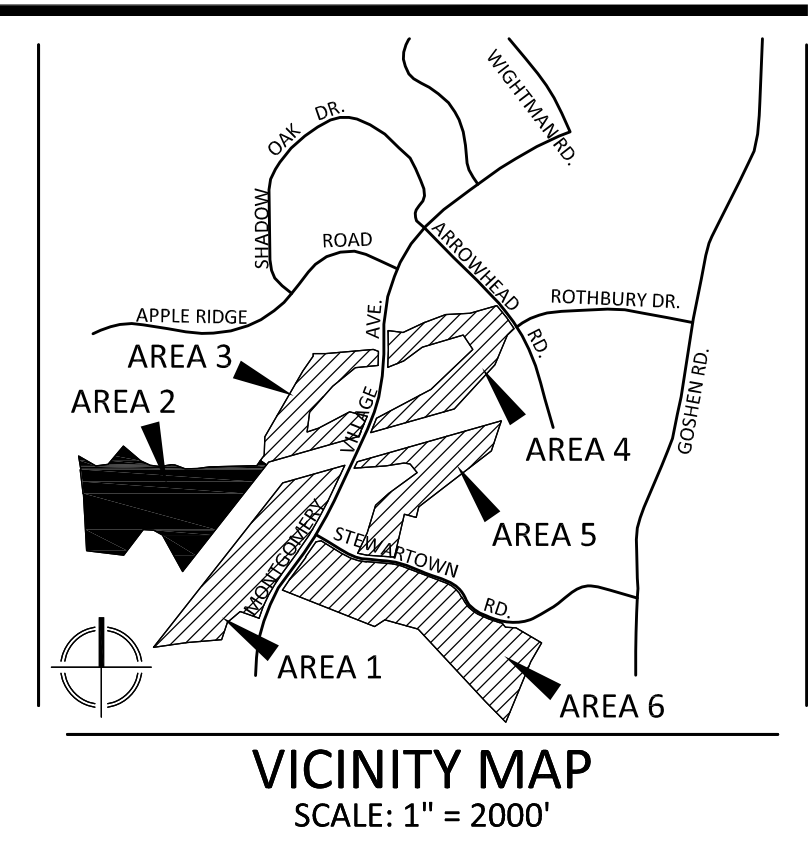 WIGHTMAN RD.
SHADOW OAK DR.
APPLE RIDGE ROAD
ARROWHEAD RD.
ROTHBURY DR.
GOSHEN RD.
MONTGOMERY VILLAGE AVE.
STEWARTOWN RD.
AREA 3
AREA 2
AREA 4
AREA 5
AREA 1
AREA 6
VICINITY MAP
SCALE: 1" = 2000'